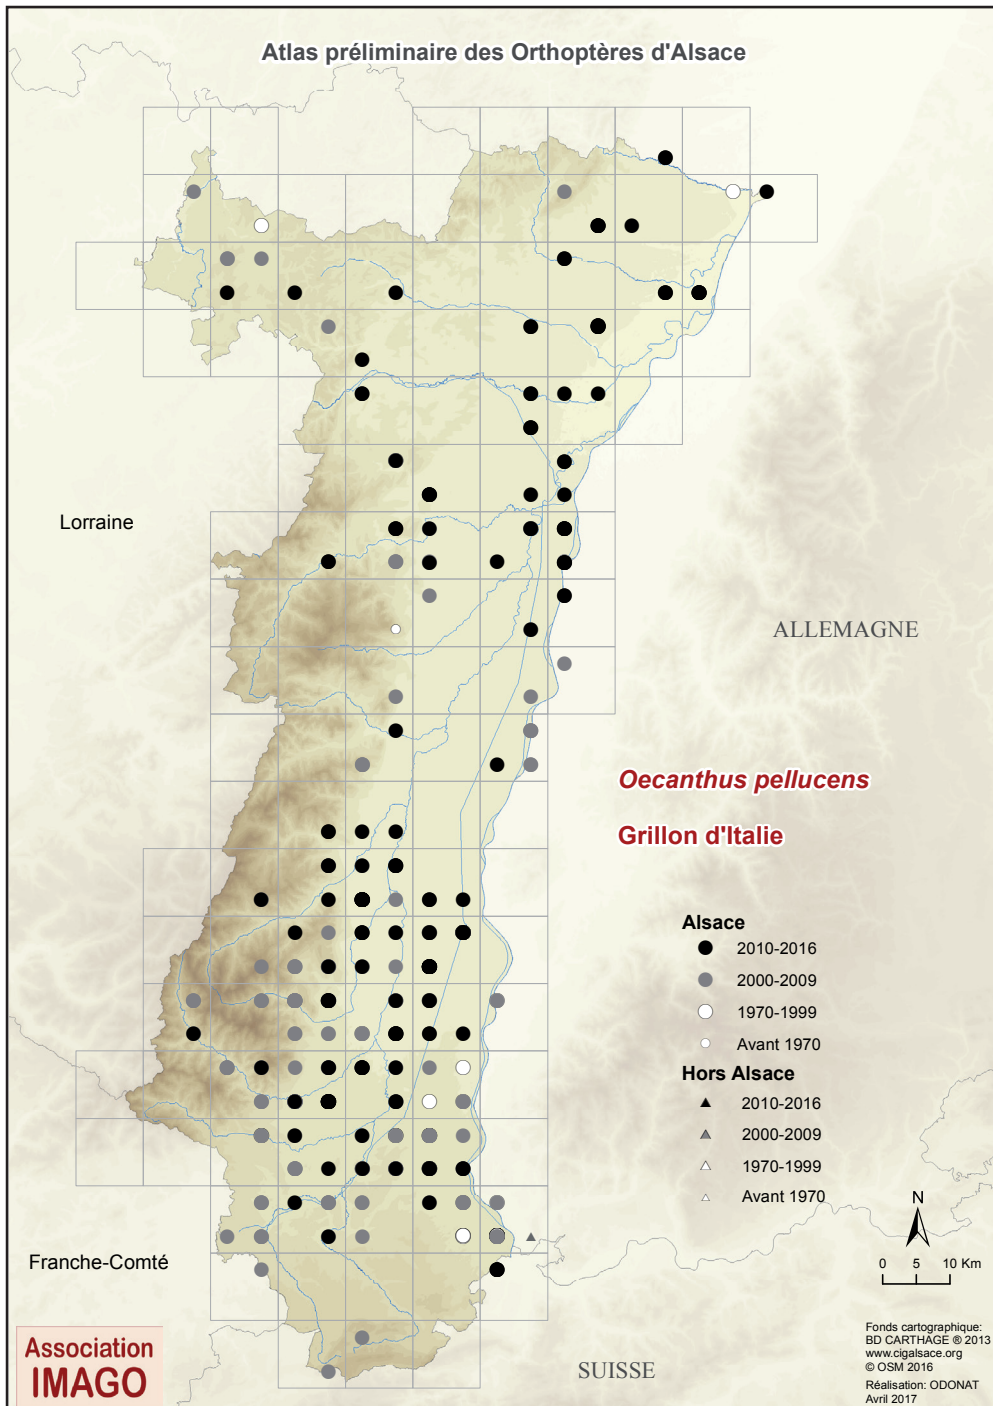 Atlas préliminaire des Orthoptères d'Alsace
Lorraine
ALLEMAGNE
Oecanthus pellucens
Grillon d'Italie
Alsace
2010-2016
2000-2009
1970-1999
Avant 1970
Hors Alsace
2010-2016
2000-2009
1970-1999
Avant 1970
N
0 5 10 Km
Franche-Comté
SUISSE
Association
IMAGO
Fonds cartographique:
BD CARTHAGE ® 2013
www.cigalsace.org
© OSM 2016
Réalisation: ODONAT
Avril 2017